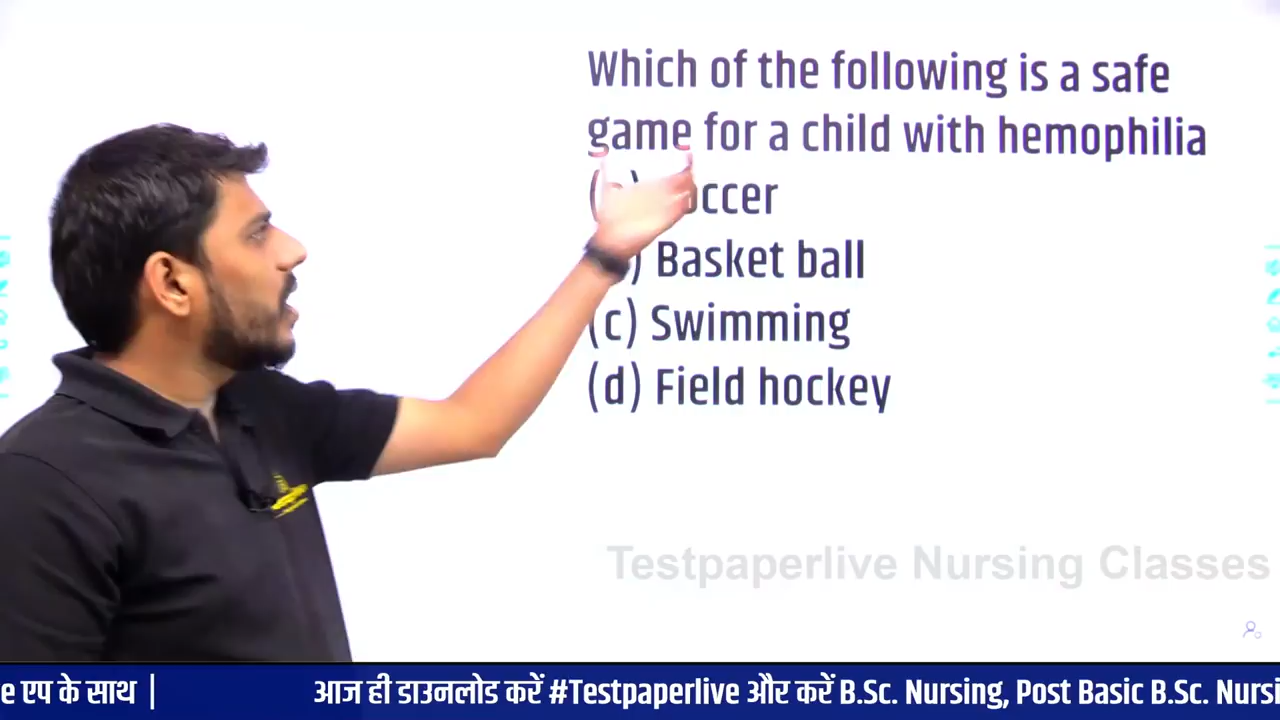 Which of the following is a safe
game for a child with hemophilia
Basket ball
(c) Swimming
(d) Field hockey
Testpaperlive Nursing Classes
e एप के साथ | आज ही डाउनलोड करें #Testpaperlive और करें B.Sc. Nursing, Post Basic B.Sc. Nursi